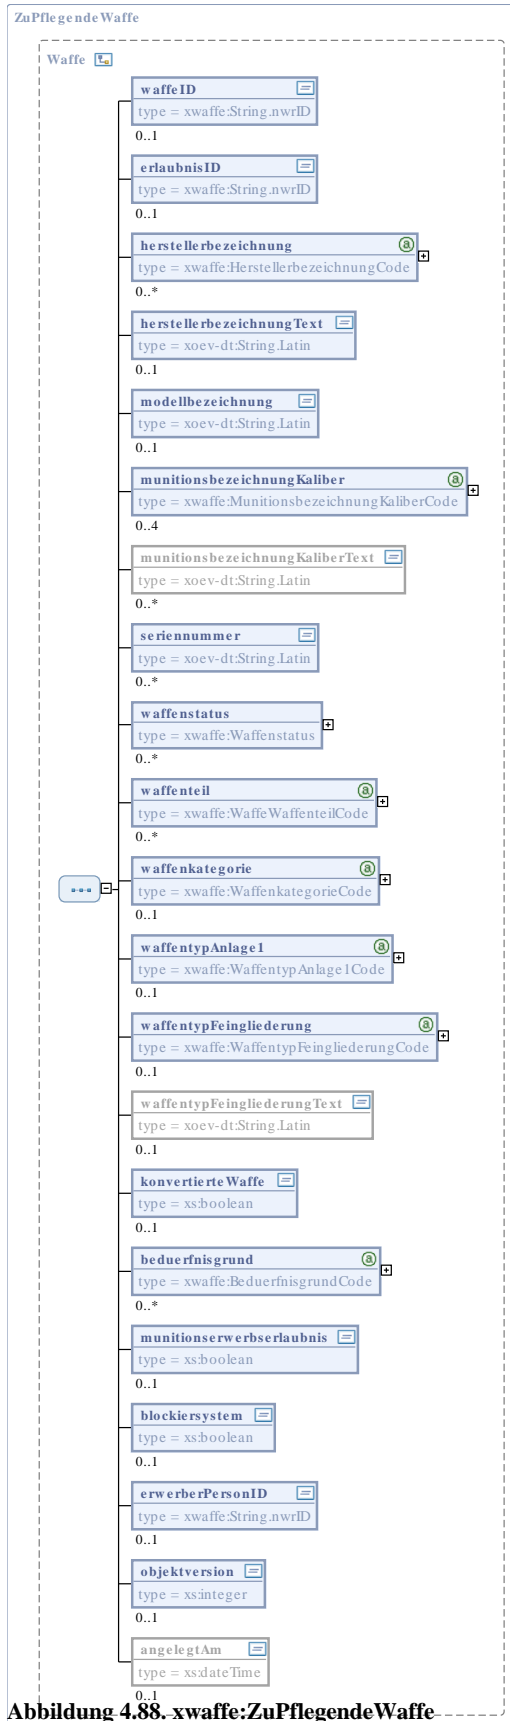 ZuPflegendeWaffe
Waffe
waffeID
type = xwaffe:String.nwrID
0..1
erlaubnisID
type = xwaffe:String.nwrID
0..1
herstellerbezeichnung
type = xwaffe:HerstellerbezeichnungCode
0..*
herstellerbezeichnungText
type = xoev-dt:String.Latin
0..1
modellbezeichnung
type = xoev-dt:String.Latin
0..1
munitionsbezeichnungKaliber
type = xwaffe:MunitionsbezeichnungKaliberCode
0..4
munitionsbezeichnungKaliberText
type = xoev-dt:String.Latin
0..*
seriennummer
type = xoev-dt:String.Latin
0..*
waffenstatus
type = xwaffe:Waffenstatus
0..*
waffenteil
type = xwaffe:WaffeWaffenteilCode
0..*
waffenkategorie
type = xwaffe:WaffenkategorieCode
0..1
waffentypAnlage1
type = xwaffe:WaffentypAnlage1Code
0..1
waffentypFeingliederung
type = xwaffe:WaffentypFeingliederungCode
0..1
waffentypFeingliederungText
type = xoev-dt:String.Latin
0..1
konvertierteWaffe
type = xs:boolean
0..1
beduerfnisgrund
type = xwaffe:BeduerfnisgrundCode
0..*
munitionserwerbserlaubnis
type = xs:boolean
0..1
blockiersystem
type = xs:boolean
0..1
erwerberPersonID
type = xwaffe:String.nwrID
0..1
objektversion
type = xs:integer
0..1
angelegtAm
type = xs:dateTime
0..1
Abbildung 4.88. xwaffe:ZuPflegendeWaffe